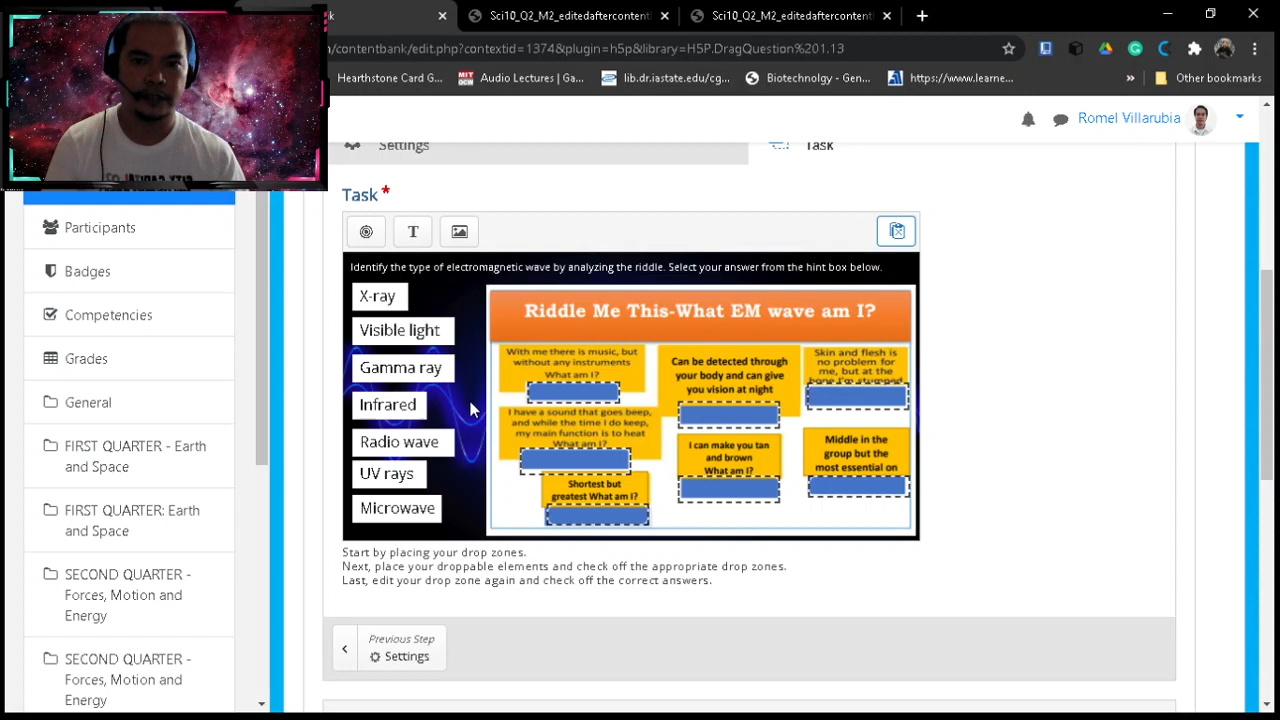 O2_M2_editedaftercontent
O2_M2_editedaftercontent
/contentbank/edit.php?contextid=1374&plugin=h5p&library=H5P.DragQuestion%201.13
Hearthstone Card G...
Audio Lectures | Ga...
lib.dr.iastate.edu/cg...
Biotechnolgy - Gen...
https://www.learne...
»
Other bookmarks
Romel Villarubia
Settings
Task
Task *
T
Identify the type of electromagnetic wave by analyzing the riddle. Select your answer from the hint box below.
X-ray
Visible light
Gamma ray
Infrared
Radio wave
UV rays
Microwave
Riddle Me This-What EM wave am I?
With me there is music, but
without any instruments
What am I?
Can be detected through
your body and can give
you vision at night
Skin and flesh is
no problem for
me, but at the
bone I'm stumped
I have a sound that goes beep,
and while the time I do keep,
my main function is to heat
What am I?
I can make you tan
and brown
What am I?
Middle in the
group but the
most essential on
Shortest but
greatest What am I?
Start by placing your drop zones.
Next, place your droppable elements and check off the appropriate drop zones.
Last, edit your drop zone again and check off the correct answers.
Previous Step
Settings
Participants
Badges
Competencies
Grades
General
FIRST QUARTER - Earth
and Space
FIRST QUARTER: Earth
and Space
SECOND QUARTER -
Forces, Motion and
Energy
SECOND QUARTER -
Forces, Motion and
Energy